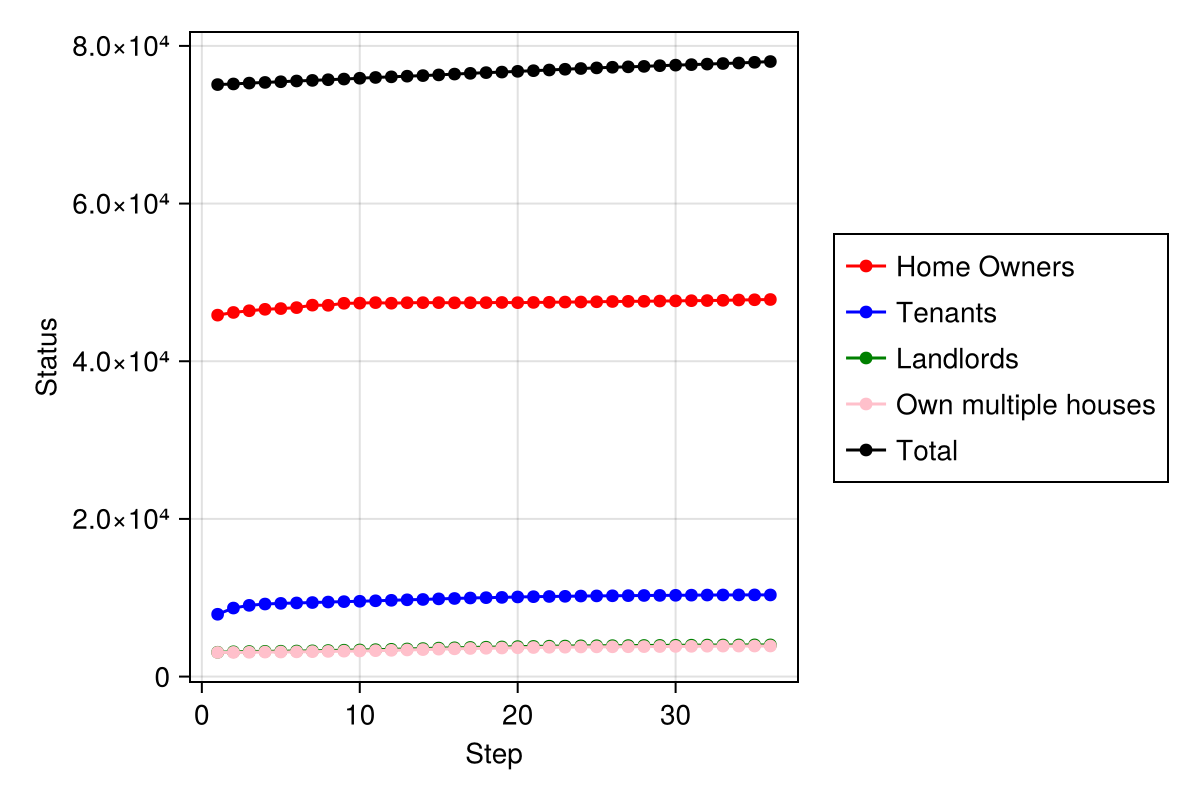 8.0×10⁴
6.0×10⁴
4.0×10⁴
2.0×10⁴
0
Status
0 10 20 30
Step
Home Owners
Tenants
Landlords
Own multiple houses
Total